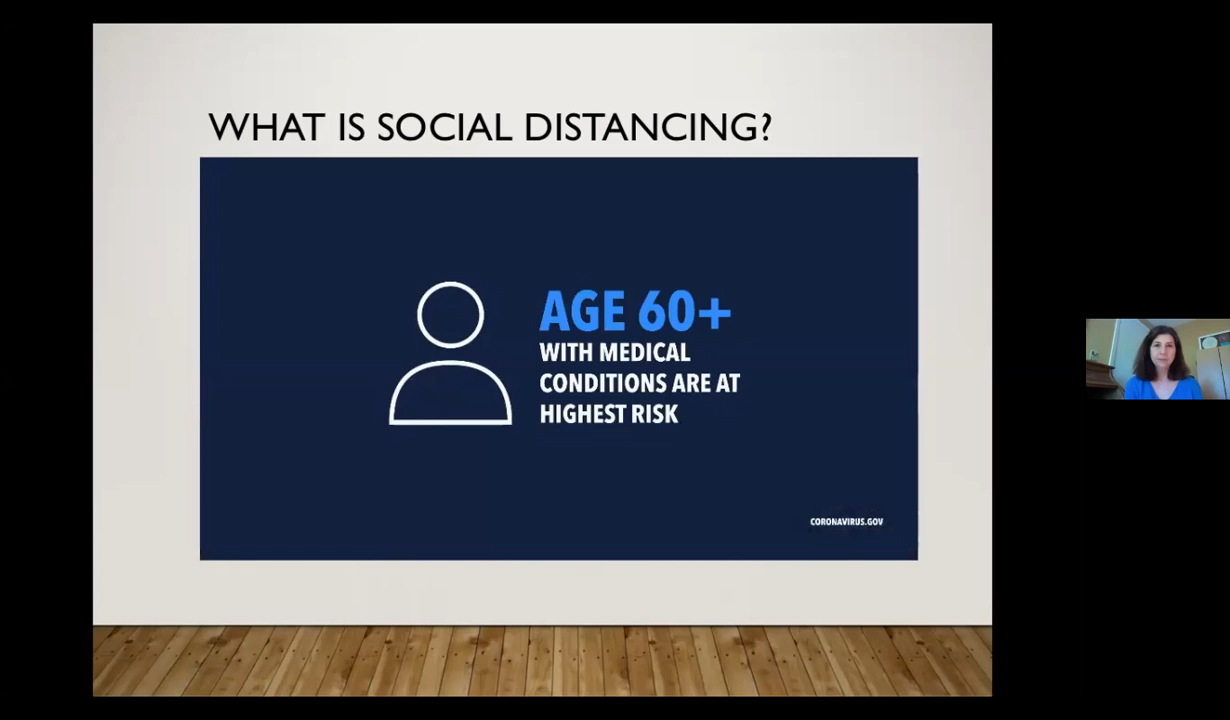 WHAT IS SOCIAL DISTANCING?
AGE 60+
WITH MEDICAL
CONDITIONS ARE AT
HIGHEST RISK
CORONAVIRUS.GOV